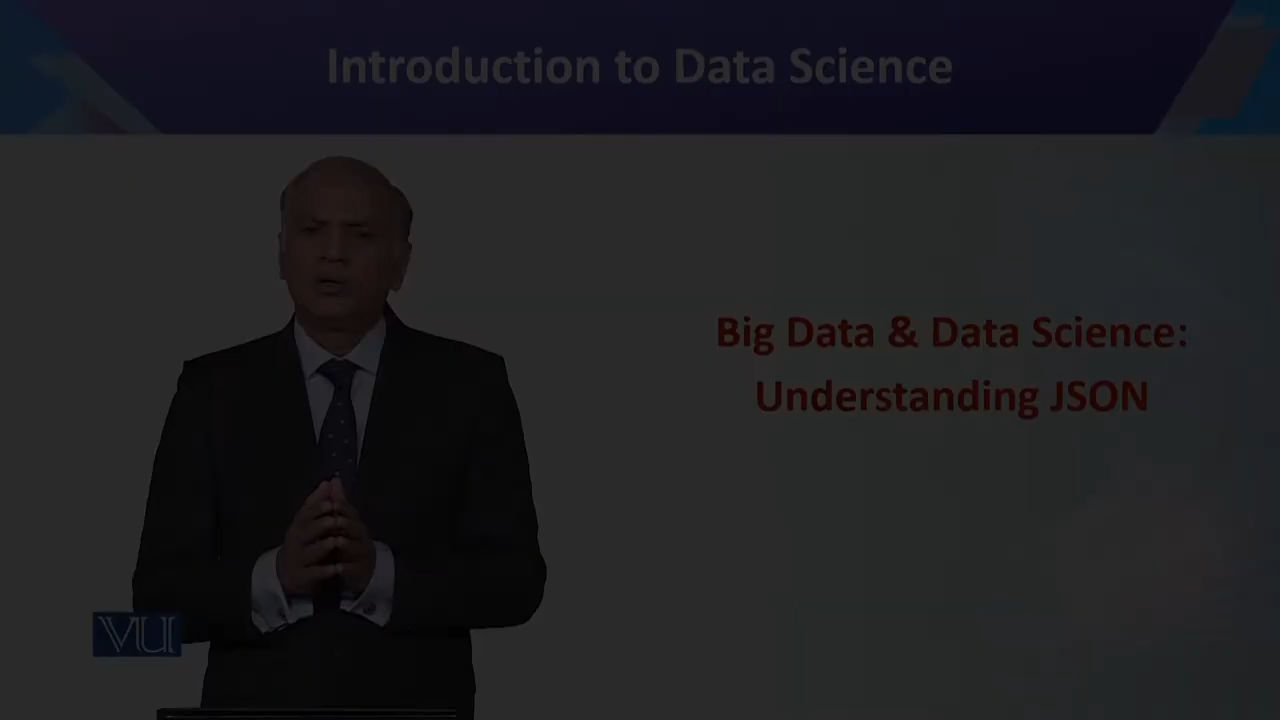 Introduction to Data Science
Big Data & Data Science:
Understanding JSON
VU